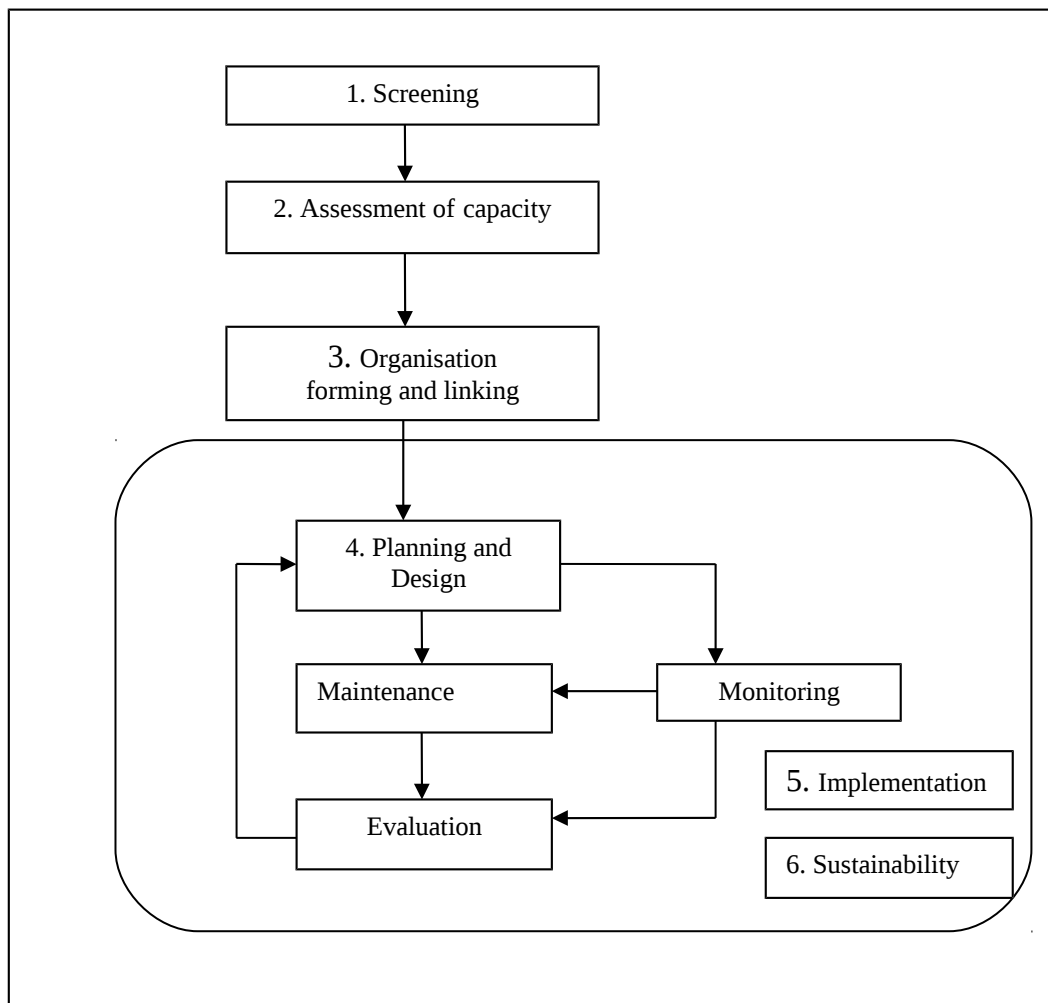 1. Screening
2. Assessment of capacity
3. Organisation
forming and linking
4. Planning and
Design
Maintenance
Monitoring
5. Implementation
Evaluation
6. Sustainability